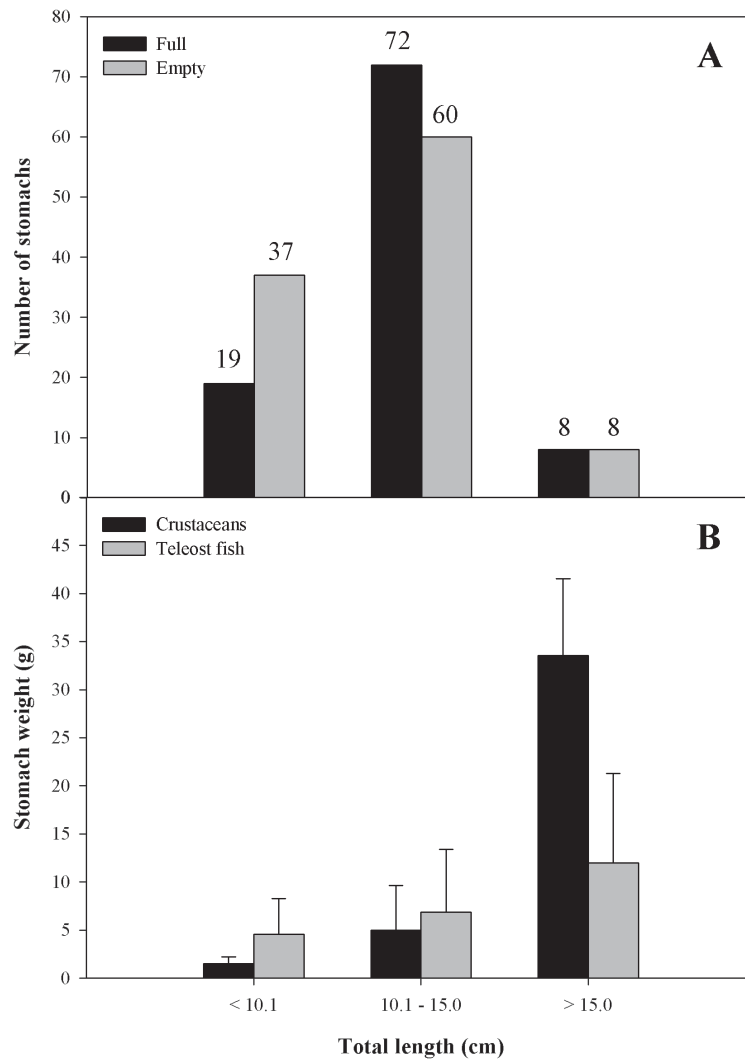 80
70
60
50
40
30
20
10
0
Number of stomachs
Full
Empty
A
19
37
72
60
8
8
45
40
35
30
25
20
15
10
5
0
Stomach weight (g)
Crustaceans
Teleost fish
B
< 10.1
10.1 - 15.0
> 15.0
Total length (cm)